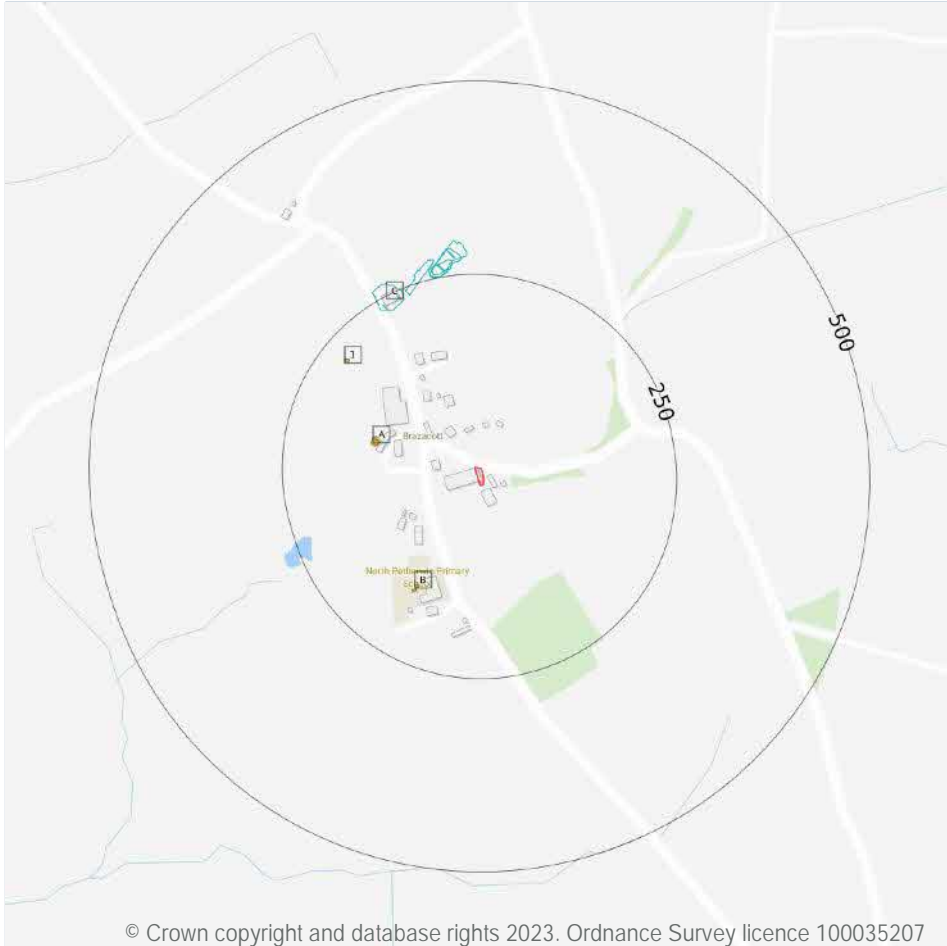 500
C
1
250
A
Brazacott
North Petherwin Primary
B
© Crown copyright and database rights 2023. Ordnance Survey licence 100035207